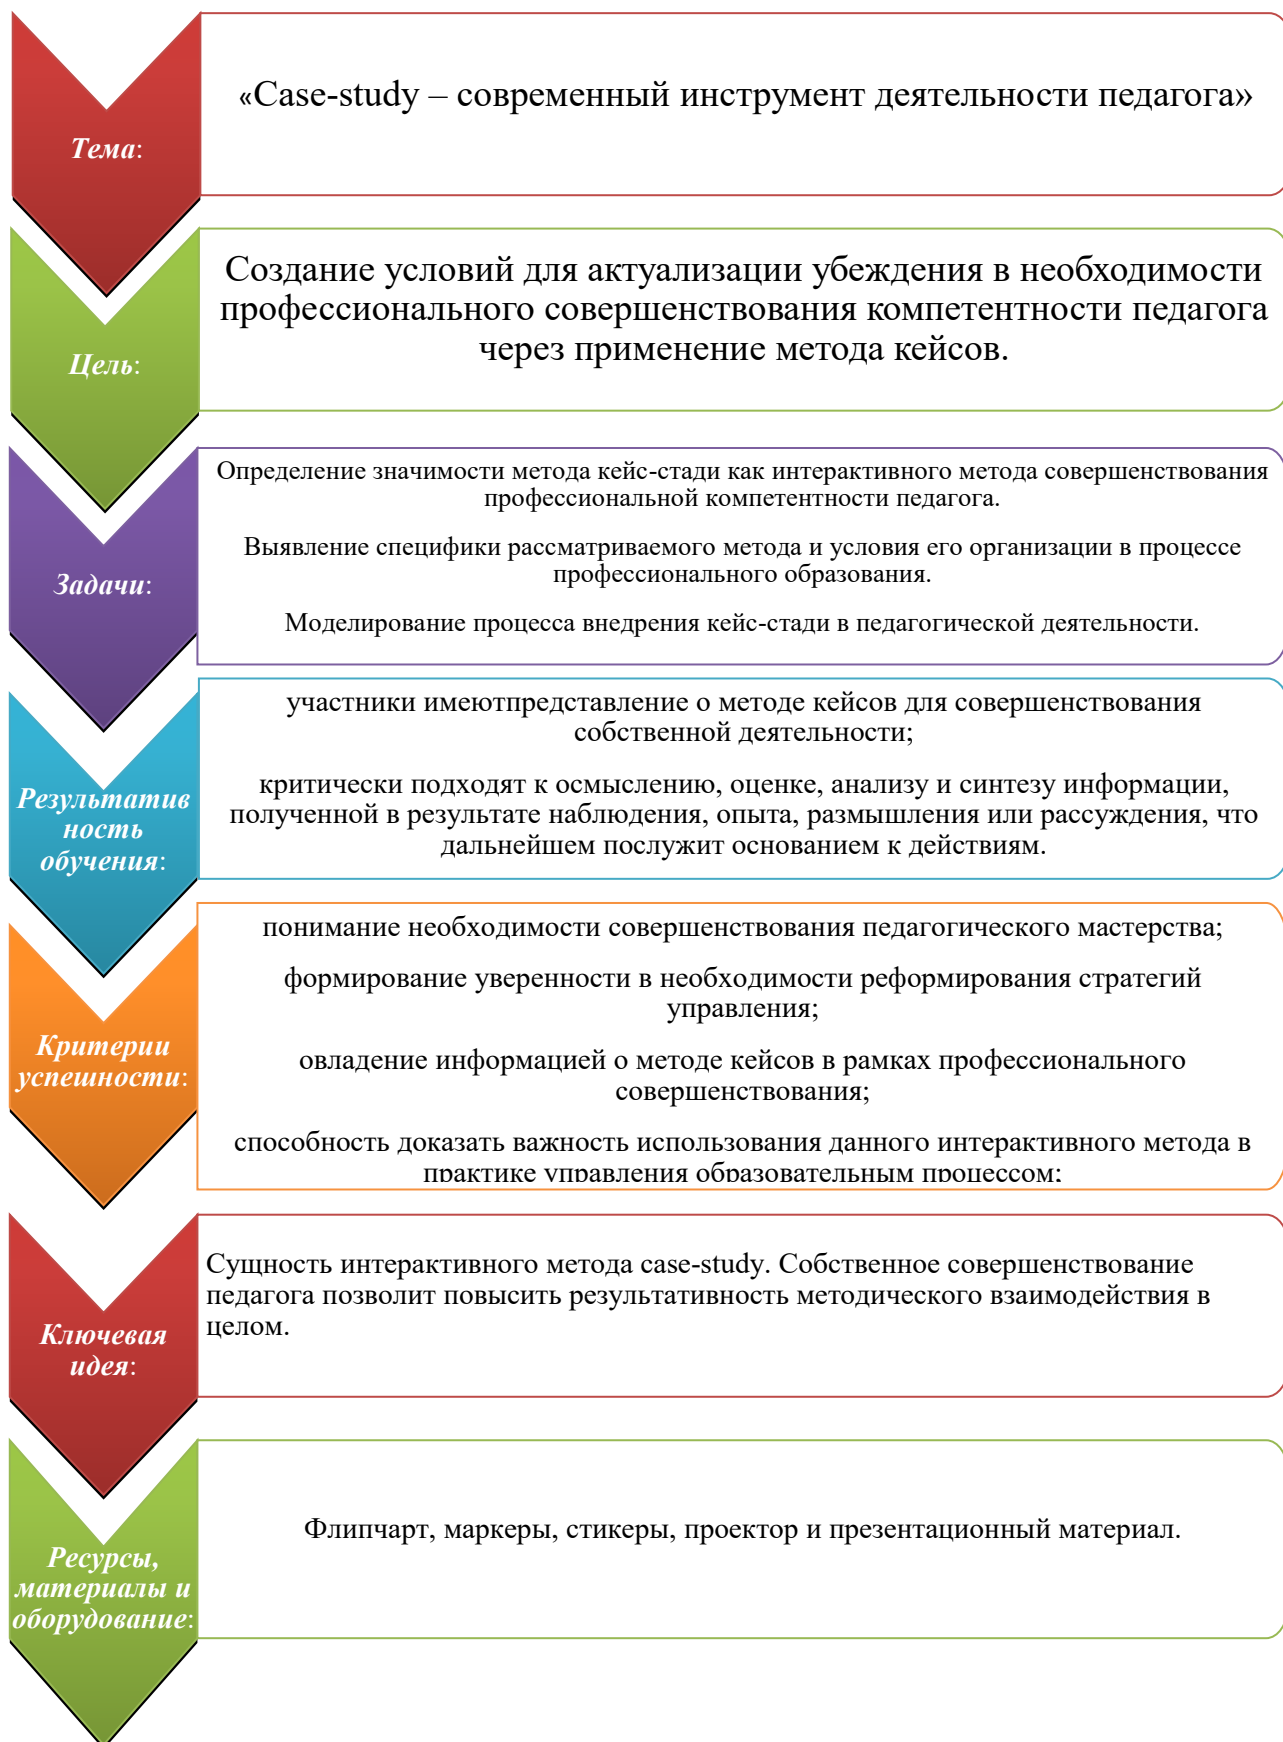 Тема:
«Case-study – современный инструмент деятельности педагога»
Цель:
Создание условий для актуализации убеждения в необходимости
профессионального совершенствования компетентности педагога
через применение метода кейсов.
Задачи:
Определение значимости метода кейс-стади как интерактивного метода совершенствования
профессиональной компетентности педагога.
Выявление специфики рассматриваемого метода и условия его организации в процессе
профессионального образования.
Моделирование процесса внедрения кейс-стади в педагогической деятельности.
Результатив
ность
обучения:
участники имеютпредставление о методе кейсов для совершенствования
собственной деятельности;
критически подходят к осмыслению, оценке, анализу и синтезу информации,
полученной в результате наблюдения, опыта, размышления или рассуждения, что
дальнейшем послужит основанием к действиям.
Критерии
успешности:
понимание необходимости совершенствования педагогического мастерства;
формирование уверенности в необходимости реформирования стратегий
управления;
овладение информацией о методе кейсов в рамках профессионального
совершенствования;
способность доказать важность использования данного интерактивного метода в
практике управления образовательным процессом;
Ключевая
идея:
Сущность интерактивного метода case-study. Собственное совершенствование
педагога позволит повысить результативность методического взаимодействия в
целом.
Ресурсы,
материалы и
оборудование:
Флипчарт, маркеры, стикеры, проектор и презентационный материал.